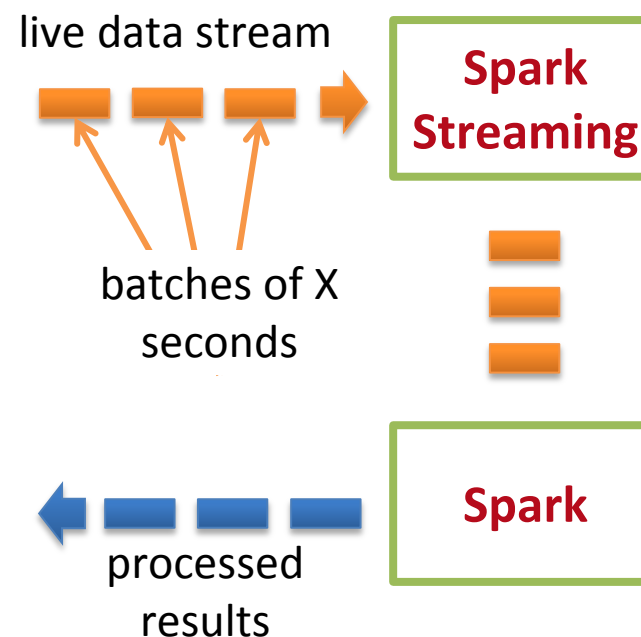 live data stream
Spark
Streaming
batches of X
seconds
Spark
processed
results